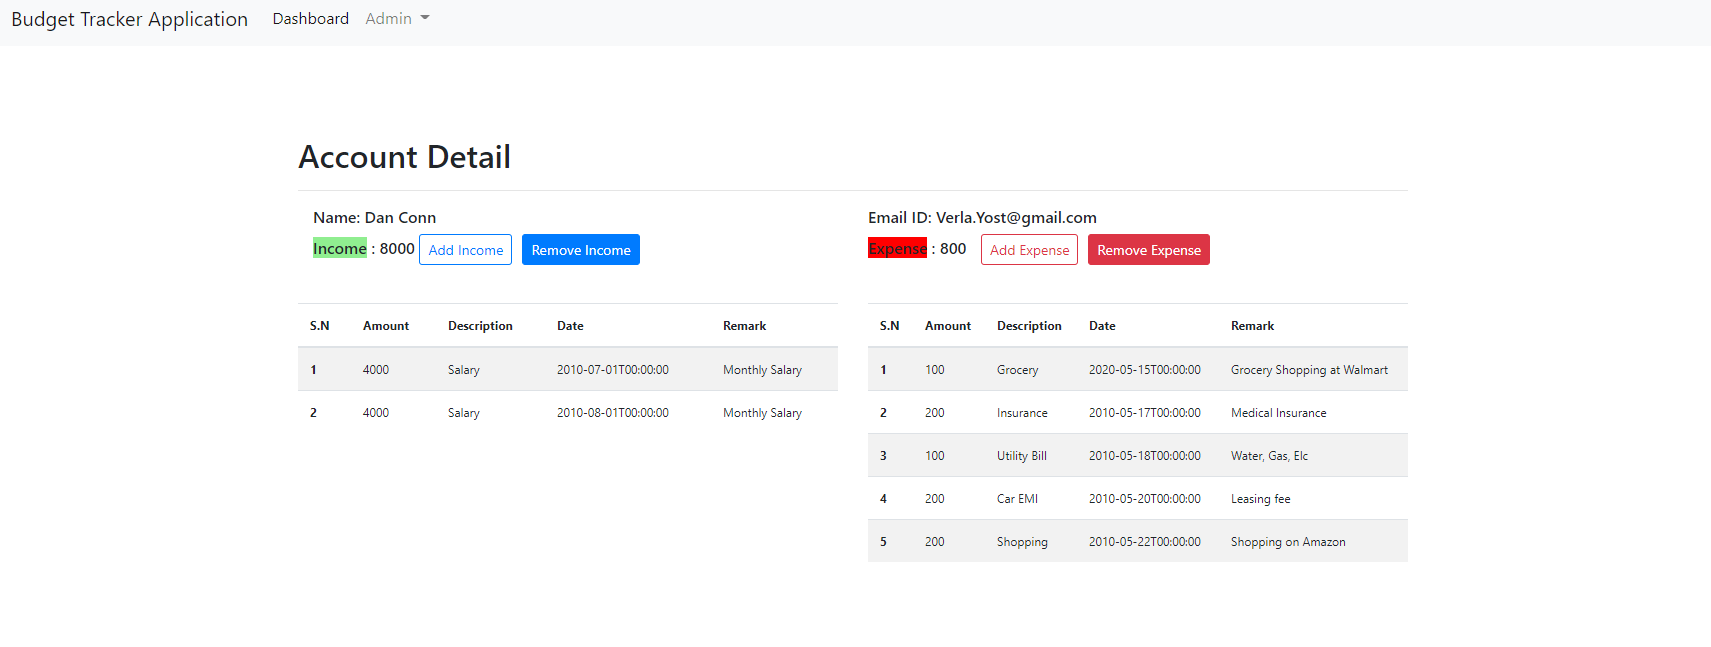 Budget Tracker Application Dashboard Admin
Account Detail
Name: Dan Conn
Income : 8000 Add Income Remove Income
Email ID: Verla.Yost@gmail.com
Expense : 800 Add Expense Remove Expense
S.N Amount Description Date Remark
1 4000 Salary 2010-07-01T00:00:00 Monthly Salary
2 4000 Salary 2010-08-01T00:00:00 Monthly Salary
S.N Amount Description Date Remark
1 100 Grocery 2020-05-15T00:00:00 Grocery Shopping at Walmart
2 200 Insurance 2010-05-17T00:00:00 Medical Insurance
3 100 Utility Bill 2010-05-18T00:00:00 Water, Gas, Elc
4 200 Car EMI 2010-05-20T00:00:00 Leasing fee
5 200 Shopping 2010-05-22T00:00:00 Shopping on Amazon